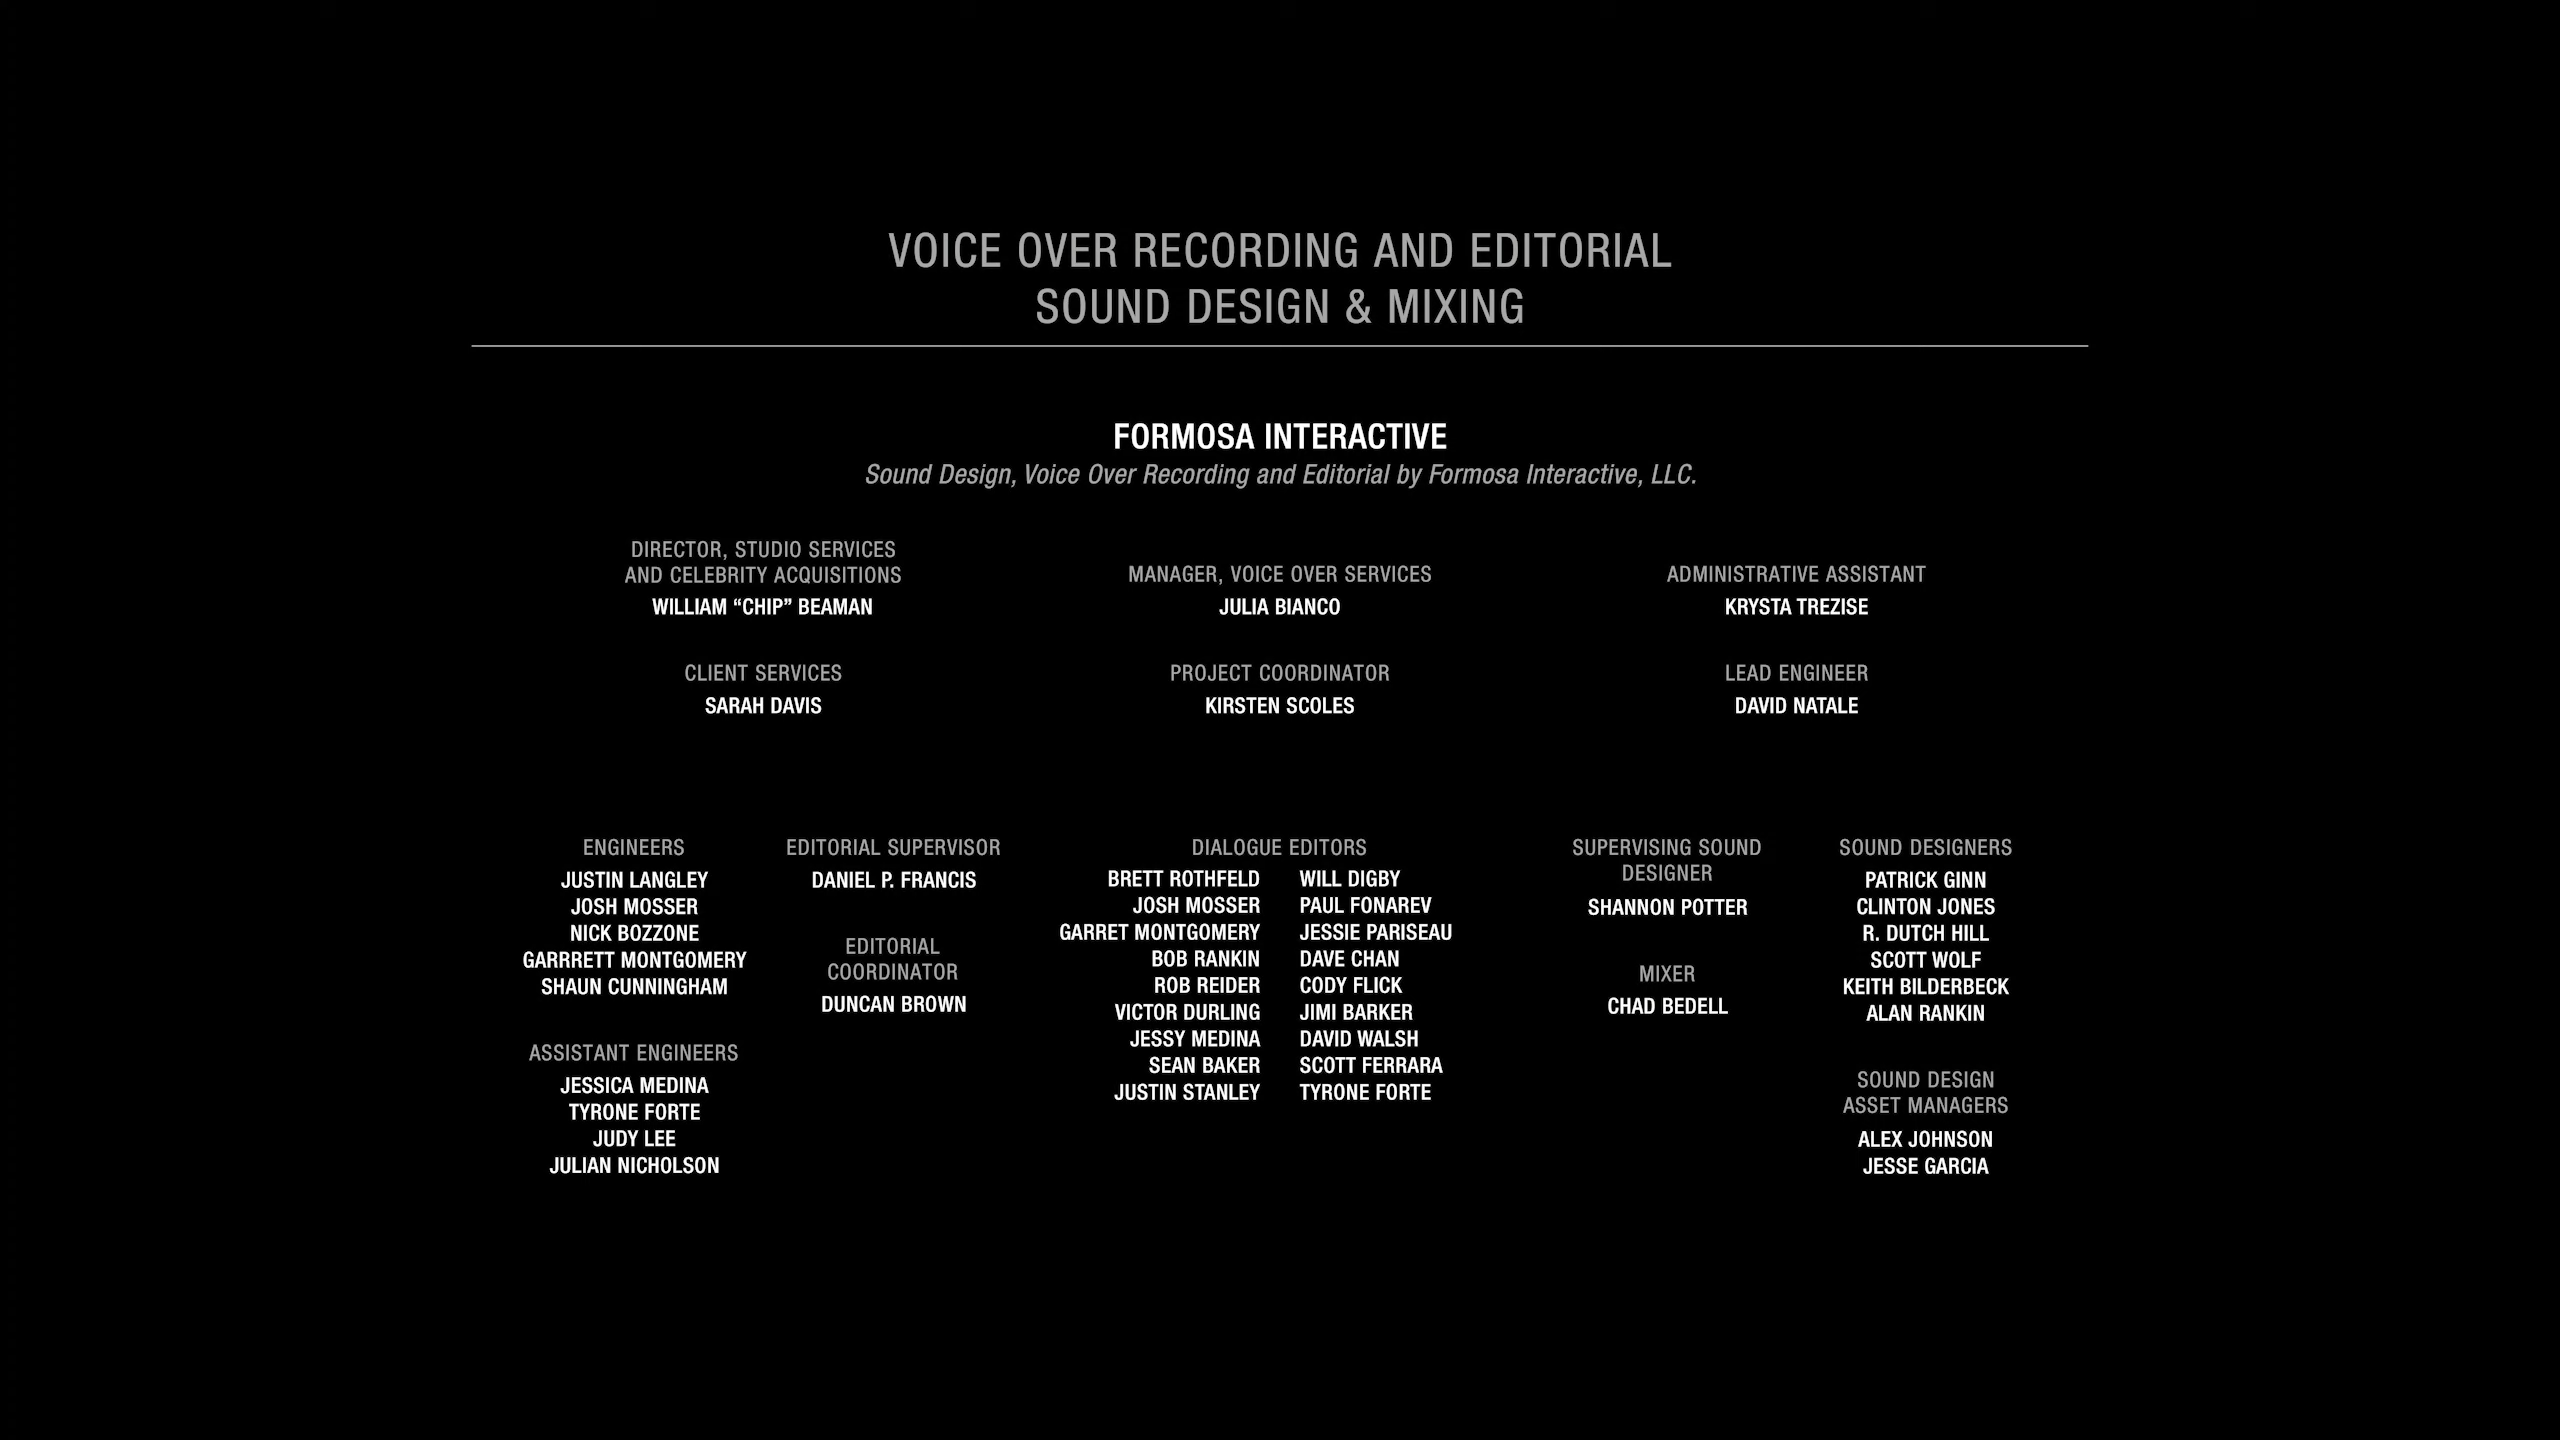 VOICE OVER RECORDING AND EDITORIAL
SOUND DESIGN & MIXING
FORMOSA INTERACTIVE
Sound Design, Voice Over Recording and Editorial by Formosa Interactive, LLC.
DIRECTOR, STUDIO SERVICES
AND CELEBRITY ACQUISITIONS
WILLIAM “CHIP” BEAMAN
MANAGER, VOICE OVER SERVICES
JULIA BIANCO
ADMINISTRATIVE ASSISTANT
KRYSTA TREZISE
CLIENT SERVICES
SARAH DAVIS
PROJECT COORDINATOR
KIRSTEN SCOLES
LEAD ENGINEER
DAVID NATALE
ENGINEERS
JUSTIN LANGLEY
JOSH MOSSER
NICK BOZZONE
GARRRETT MONTGOMERY
SHAUN CUNNINGHAM
ASSISTANT ENGINEERS
JESSICA MEDINA
TYRONE FORTE
JUDY LEE
JULIAN NICHOLSON
EDITORIAL SUPERVISOR
DANIEL P. FRANCIS
EDITORIAL
COORDINATOR
DUNCAN BROWN
DIALOGUE EDITORS
BRETT ROTHFELD
JOSH MOSSER
GARRET MONTGOMERY
BOB RANKIN
ROB REIDER
VICTOR DURLING
JESSY MEDINA
SEAN BAKER
JUSTIN STANLEY
WILL DIGBY
PAUL FONAREV
JESSIE PARISEAU
DAVE CHAN
CODY FLICK
JIMI BARKER
DAVID WALSH
SCOTT FERRARA
TYRONE FORTE
SUPERVISING SOUND
DESIGNER
SHANNON POTTER
MIXER
CHAD BEDELL
SOUND DESIGNERS
PATRICK GINN
CLINTON JONES
R. DUTCH HILL
SCOTT WOLF
KEITH BILDERBECK
ALAN RANKIN
SOUND DESIGN
ASSET MANAGERS
ALEX JOHNSON
JESSE GARCIA